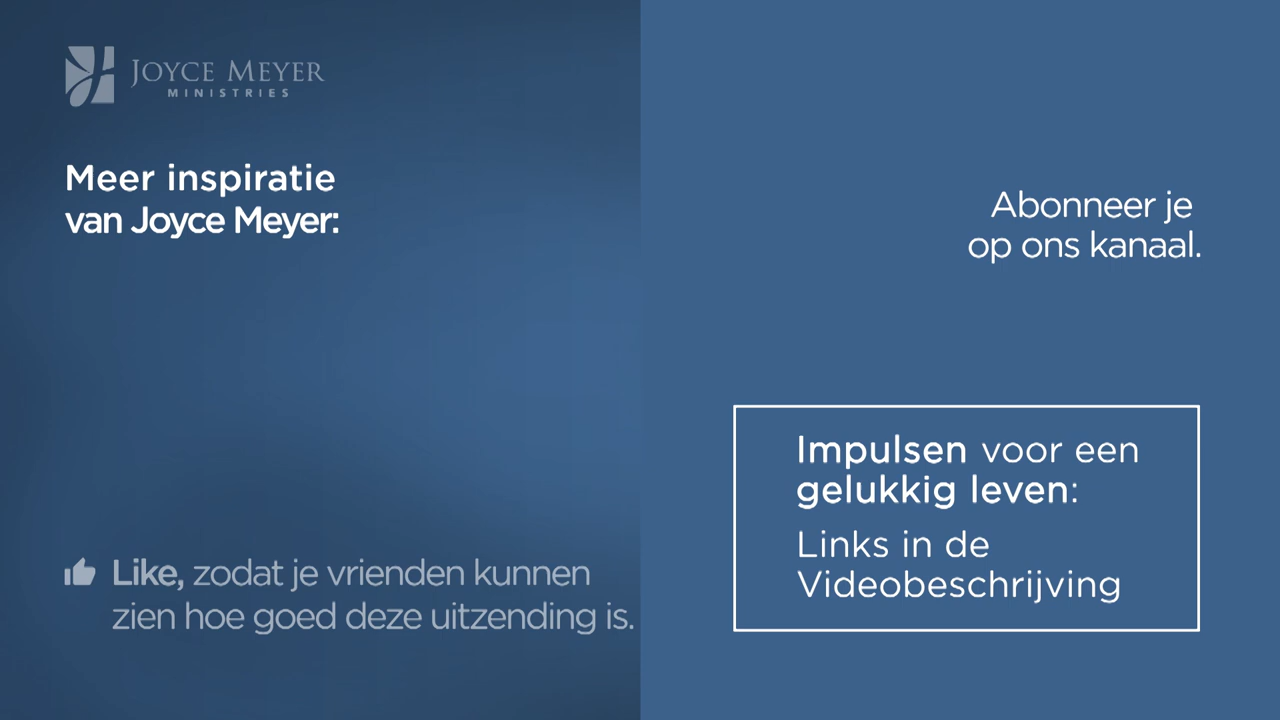 JOYCE MEYER
MINISTRIES
Meer inspiratie
van Joyce Meyer:
Like, zodat je vrienden kunnen
zien hoe goed deze uitzending is.
Abonneer je
op ons kanaal.
Impulsen voor een
gelukkig leven:
Links in de
Videobeschrijving